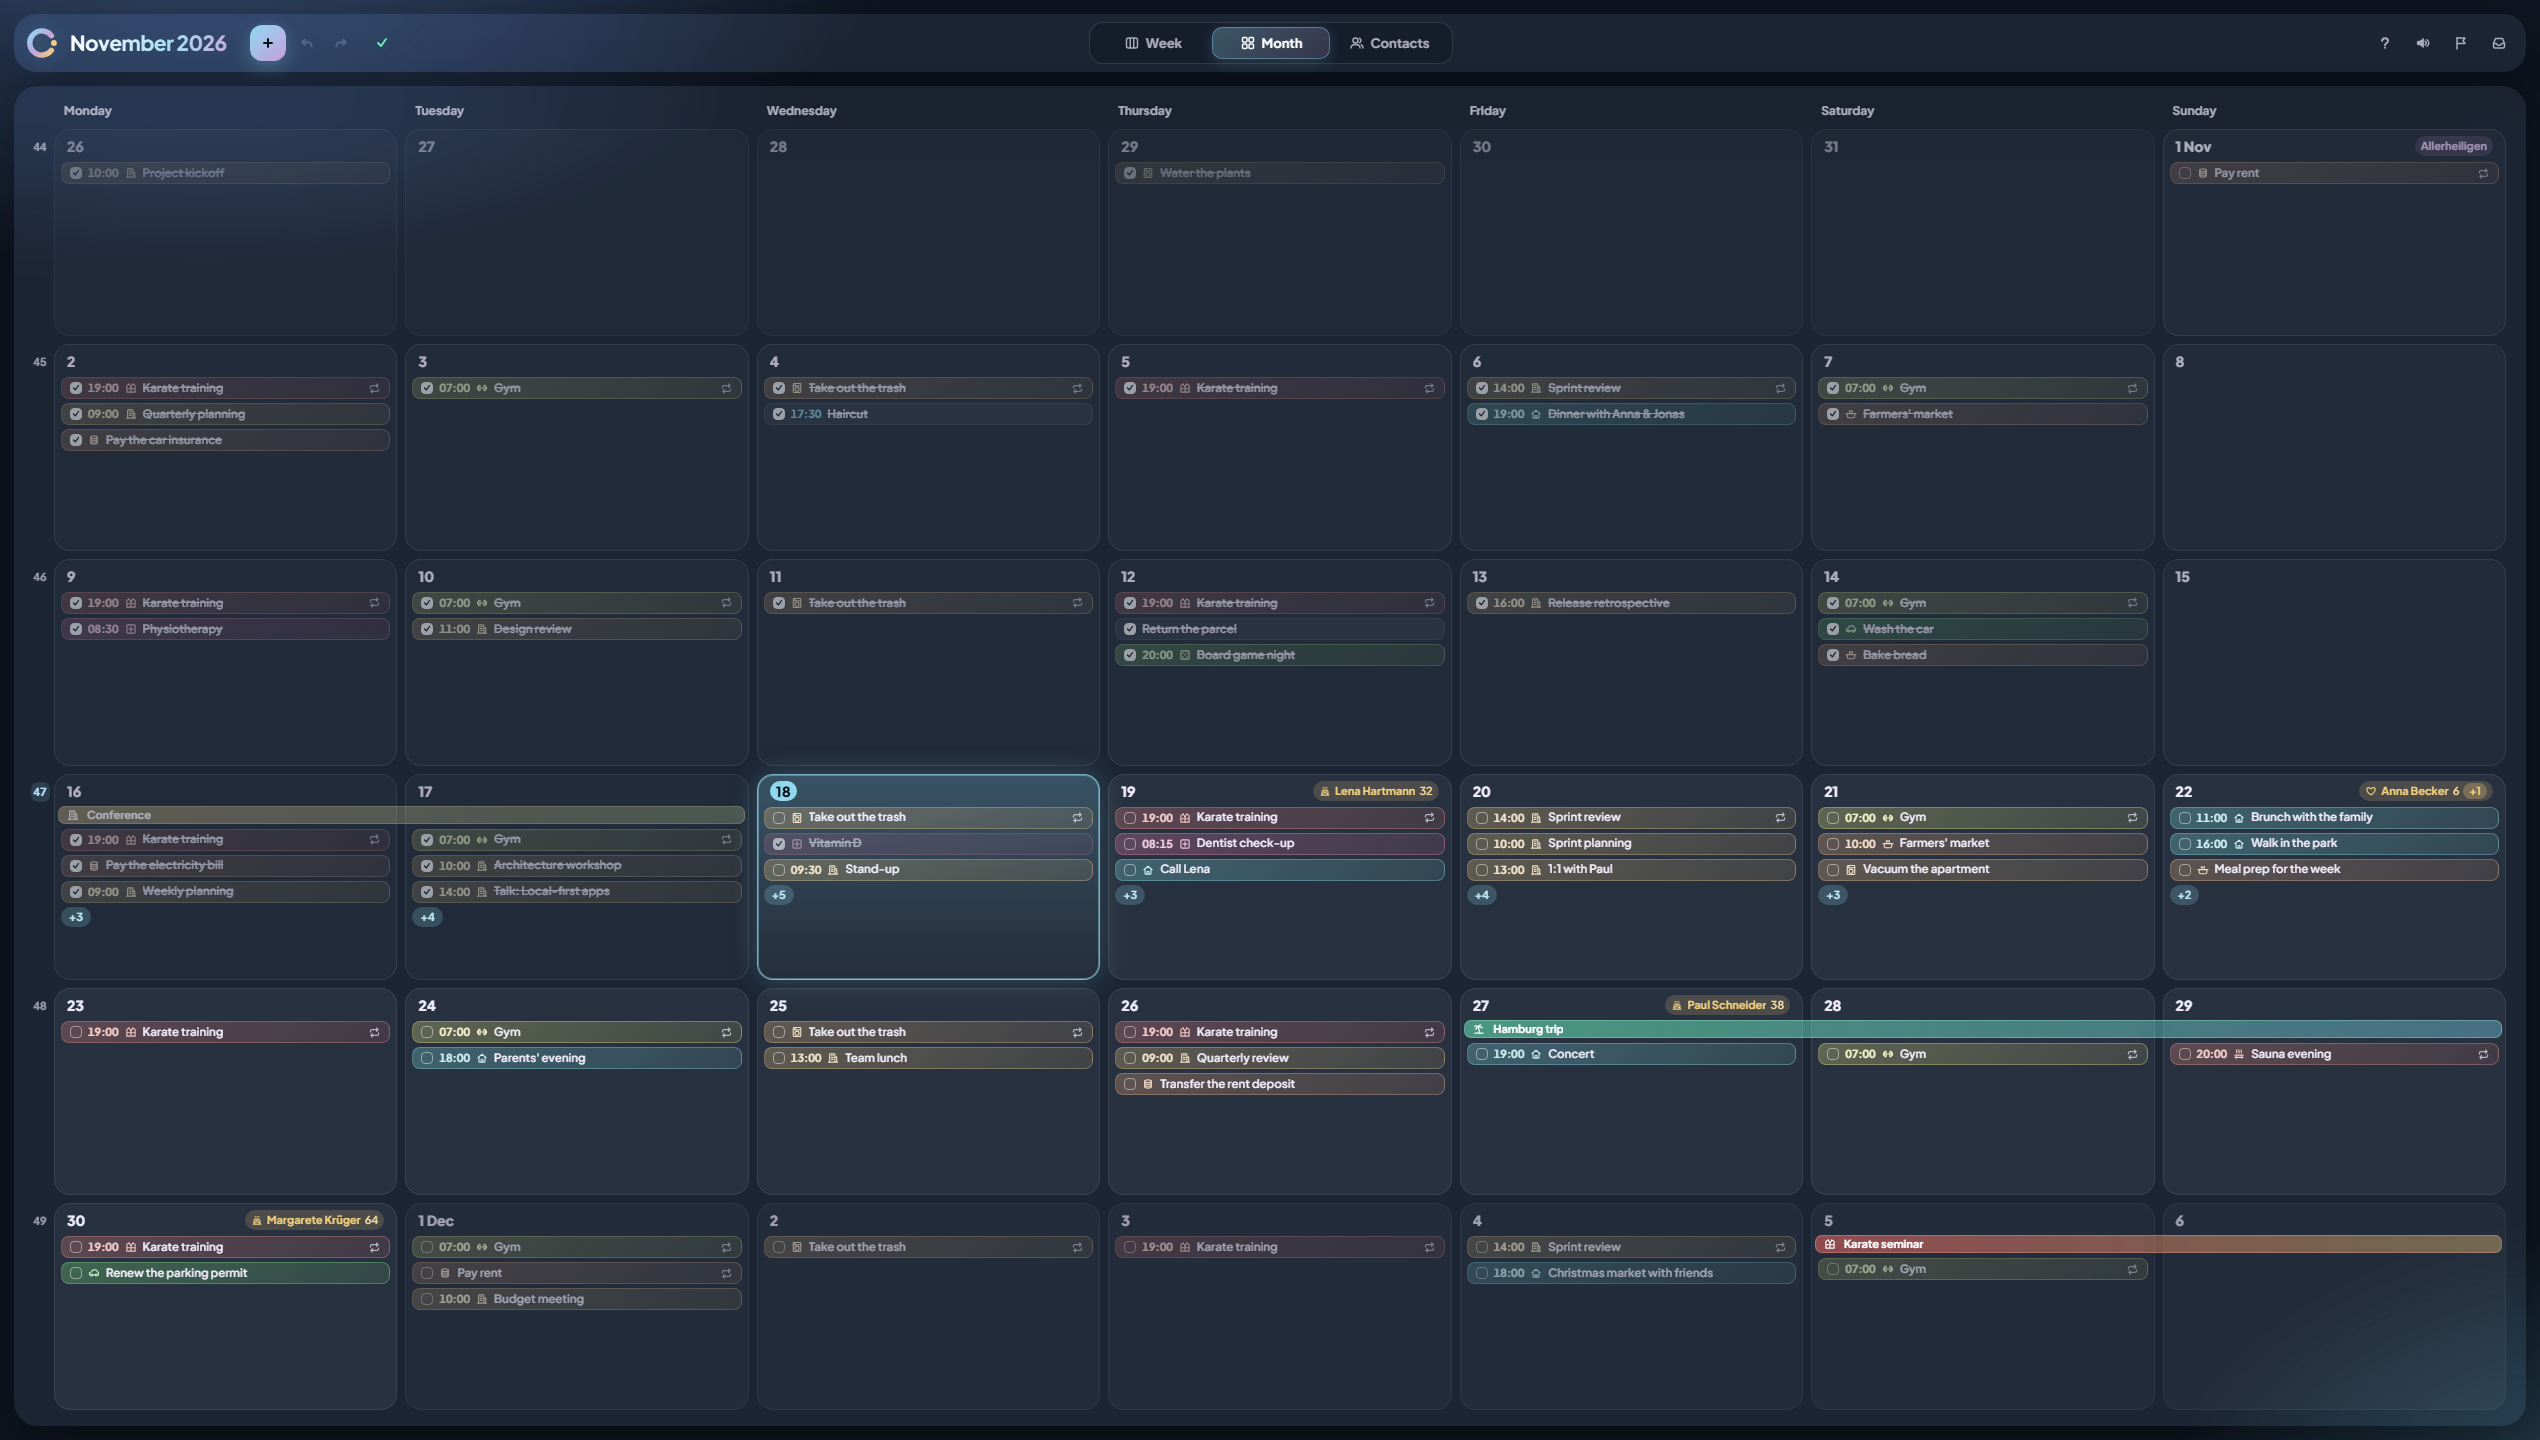 November 2026
+
Week
Month
Contacts
?
Monday Tuesday Wednesday Thursday Friday Saturday Sunday
44
26
10:00 Project kickoff
27
28
29
Water the plants
30
31
1 Nov Allerheiligen
Pay rent
45
2
19:00 Karate training
09:00 Quarterly planning
Pay the car insurance
3
07:00 Gym
4
Take out the trash
17:30 Haircut
5
19:00 Karate training
6
14:00 Sprint review
19:00 Dinner with Anna & Jonas
7
07:00 Gym
Farmers' market
8
46
9
19:00 Karate training
08:30 Physiotherapy
10
07:00 Gym
11:00 Design review
11
Take out the trash
12
19:00 Karate training
Return the parcel
20:00 Board game night
13
16:00 Release retrospective
14
07:00 Gym
Wash the car
Bake bread
15
47
16
Conference
19:00 Karate training
Pay the electricity bill
09:00 Weekly planning
+3
17
07:00 Gym
10:00 Architecture workshop
14:00 Talk: Local-first apps
+4
18
Take out the trash
Vitamin D
09:30 Stand-up
+5
19 Lena Hartmann 32
19:00 Karate training
08:15 Dentist check-up
Call Lena
+3
20
14:00 Sprint review
10:00 Sprint planning
13:00 1:1 with Paul
+4
21
07:00 Gym
10:00 Farmers' market
Vacuum the apartment
+3
22 Anna Becker 6 +1
11:00 Brunch with the family
16:00 Walk in the park
Meal prep for the week
+2
48
23
19:00 Karate training
24
07:00 Gym
18:00 Parents' evening
25
Take out the trash
13:00 Team lunch
26
19:00 Karate training
09:00 Quarterly review
Transfer the rent deposit
27 Paul Schneider 38
Hamburg trip
19:00 Concert
28
07:00 Gym
29
20:00 Sauna evening
49
30 Margarete Krüger 64
19:00 Karate training
Renew the parking permit
1 Dec
07:00 Gym
Pay rent
10:00 Budget meeting
2
Take out the trash
3
19:00 Karate training
4
14:00 Sprint review
18:00 Christmas market with friends
5
Karate seminar
07:00 Gym
6